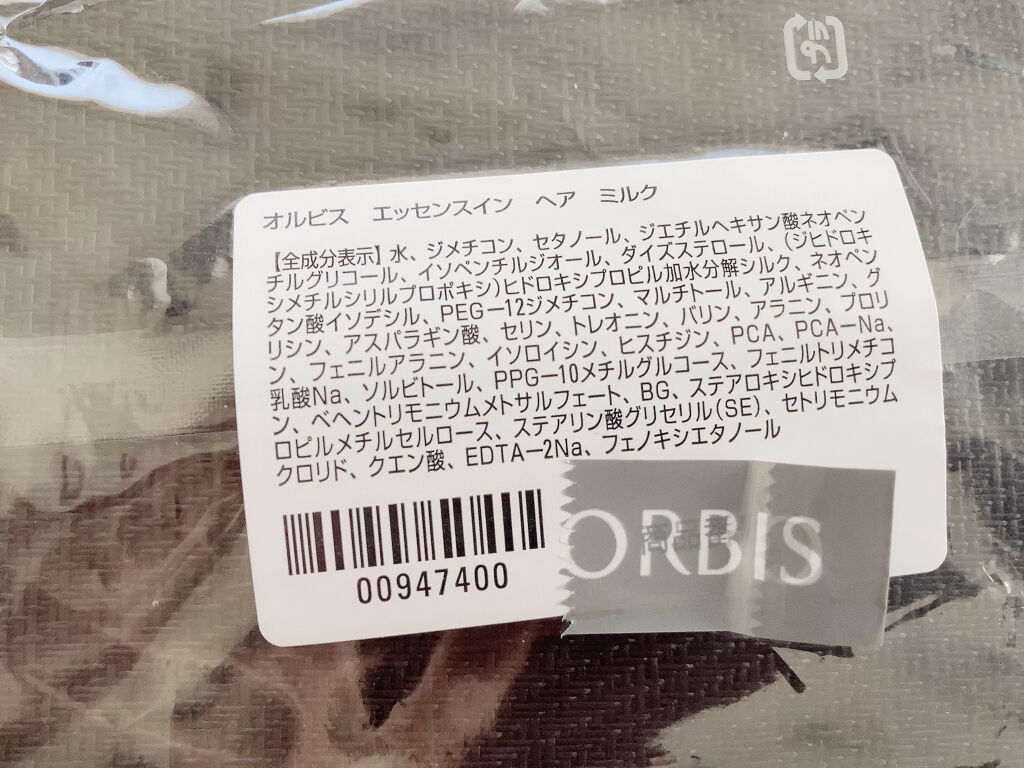 プラ
オルビス エッセンスイン ヘア ミルク
【全成分表示】水、ジメチコン、セタノール、ジエチルヘキサン酸ネオペン
チルグリコール、イソペンチルジオール、ダイズステロール、(ジヒドロキ
シメチルシリルプロポキシ)ヒドロキシプロピル加水分解シルク、ネオペン
タン酸イソデシル、PEG－12ジメチコン、マルチトール、アルギニン、グ
リシン、アスパラギン酸、セリン、トレオニン、バリン、アラニン、プロリ
ン、フェニルアラニン、イソロイシン、ヒスチジン、PCA、PCA－Na、
乳酸Na、ソルビトール、PPG－10メチルグルコース、フェニルトリメチコ
ン、ベヘントリモニウムメトサルフェート、BG、ステアロキシヒドロキシプ
ロピルメチルセルロース、ステアリン酸グリセリル(SE)、セトリモニウム
クロリド、クエン酸、EDTA－2Na、フェノキシエタノール
ORBIS
商品番
00947400